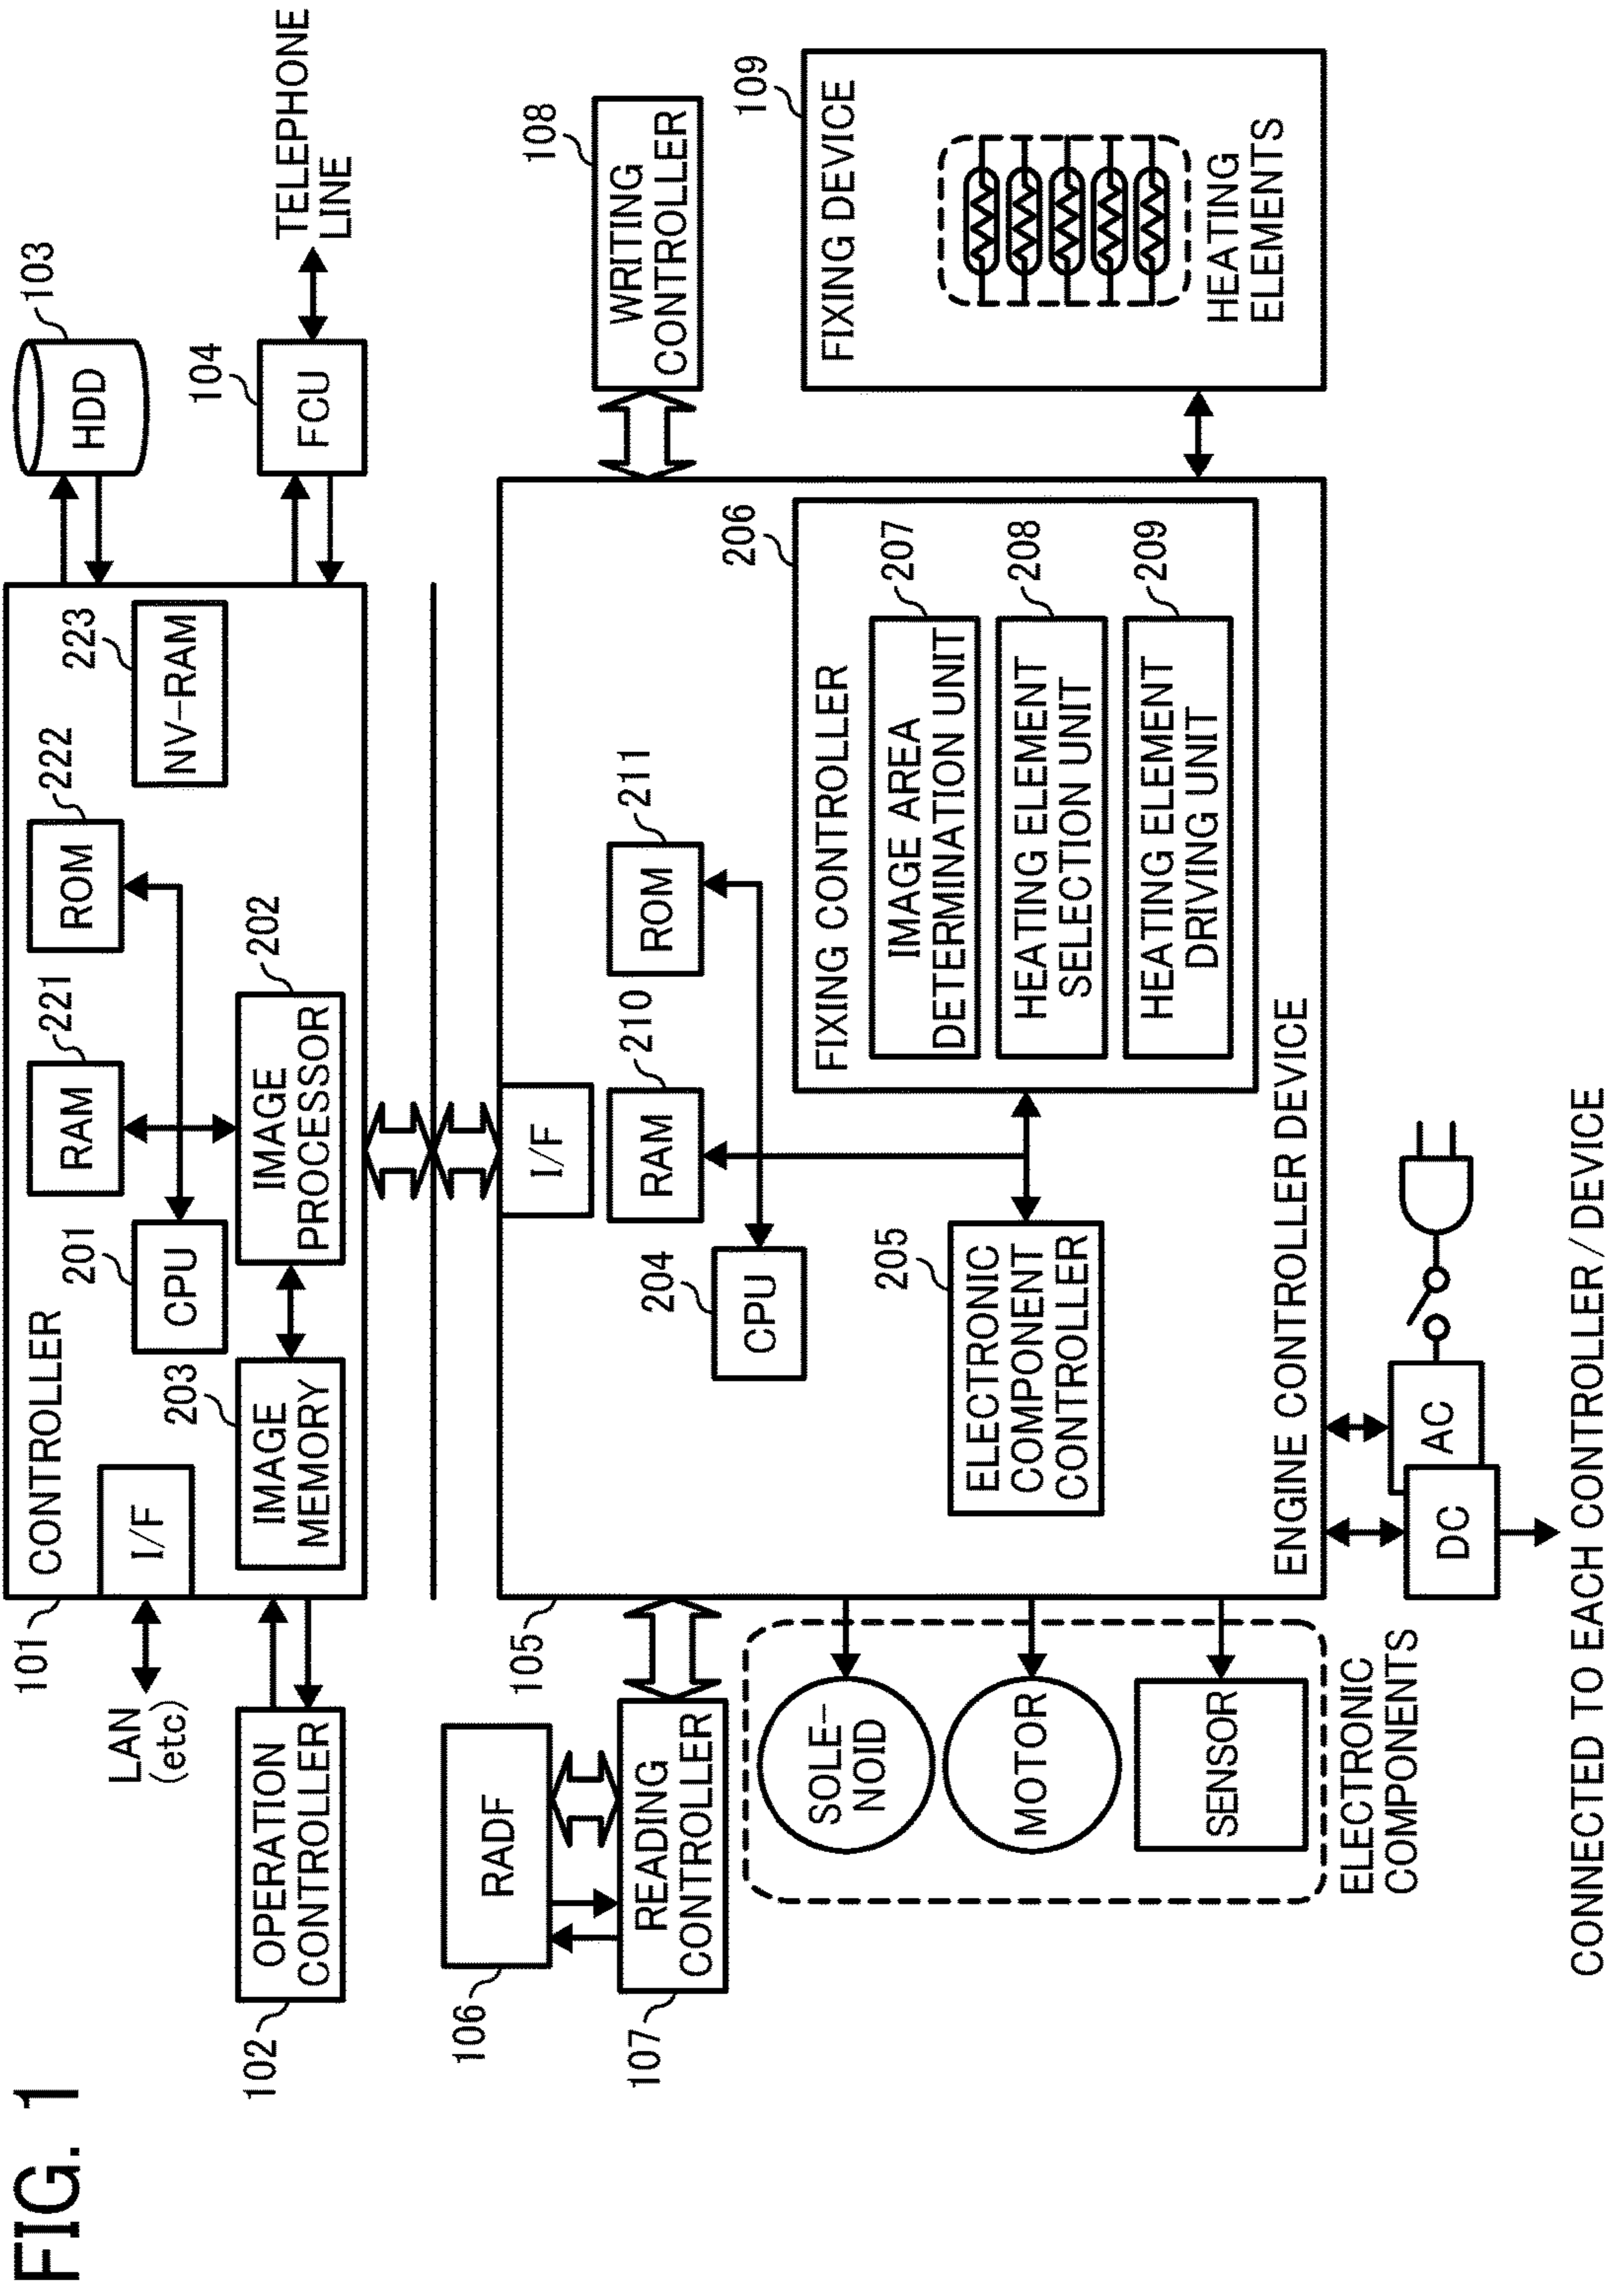 FIG. 1
101
CONTROLLER
LAN
(etc)
I/F
102
OPERATION
CONTROLLER
201
CPU
203
IMAGE
MEMORY
221
RAM
222
ROM
202
IMAGE
PROCESSOR
223
NV-RAM
103
HDD
104
FCU
TELEPHONE
LINE
106
RADF
107
READING
CONTROLLER
105
I/F
210
RAM
211
ROM
204
CPU
205
ELECTRONIC
COMPONENT
CONTROLLER
206
FIXING CONTROLLER
207
IMAGE AREA
DETERMINATION UNIT
208
HEATING ELEMENT
SELECTION UNIT
209
HEATING ELEMENT
DRIVING UNIT
ENGINE CONTROLLER DEVICE
108
WRITING
CONTROLLER
109
FIXING DEVICE
HEATING
ELEMENTS
SOLE-
NOID
MOTOR
SENSOR
ELECTRONIC
COMPONENTS
DC
AC
CONNECTED TO EACH CONTROLLER/DEVICE